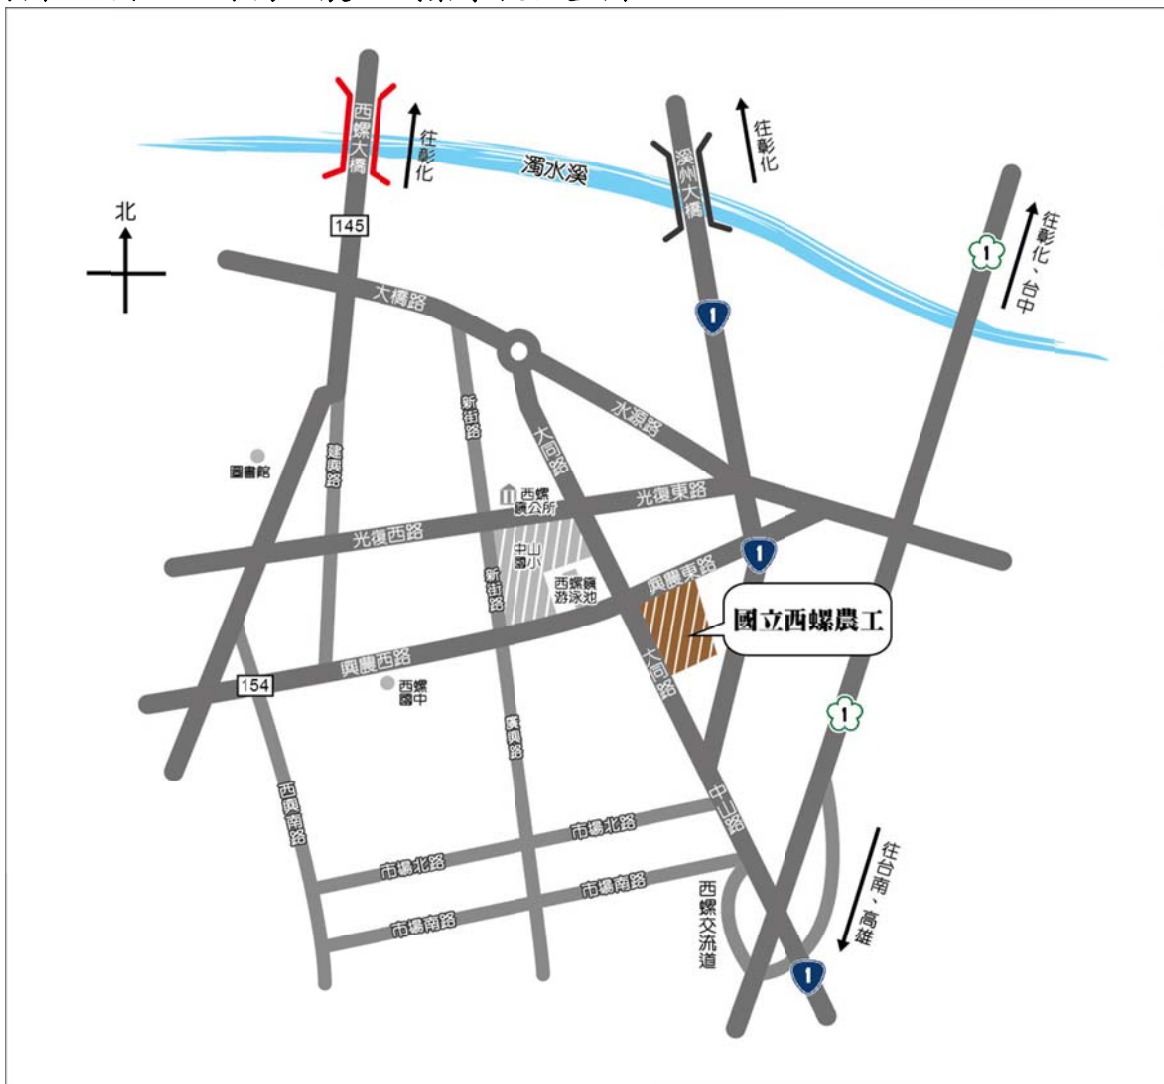 西螺大橋
往彰化
濁水溪
溪州大橋
往彰化
往彰化、台中
北
145
1
大橋路
1
水源路
新街路
大同路
建興路
圖書館
西螺
鎮公所
光復東路
光復西路
中山
國小
1
興農東路
西螺鎮
游泳池
新街路
國立西螺農工
大同路
興農西路
154
西螺
國中
1
廣興路
西興南路
中山路
市場北路
市場北路
市場南路
市場南路
西螺交流道
往台南、高雄
1